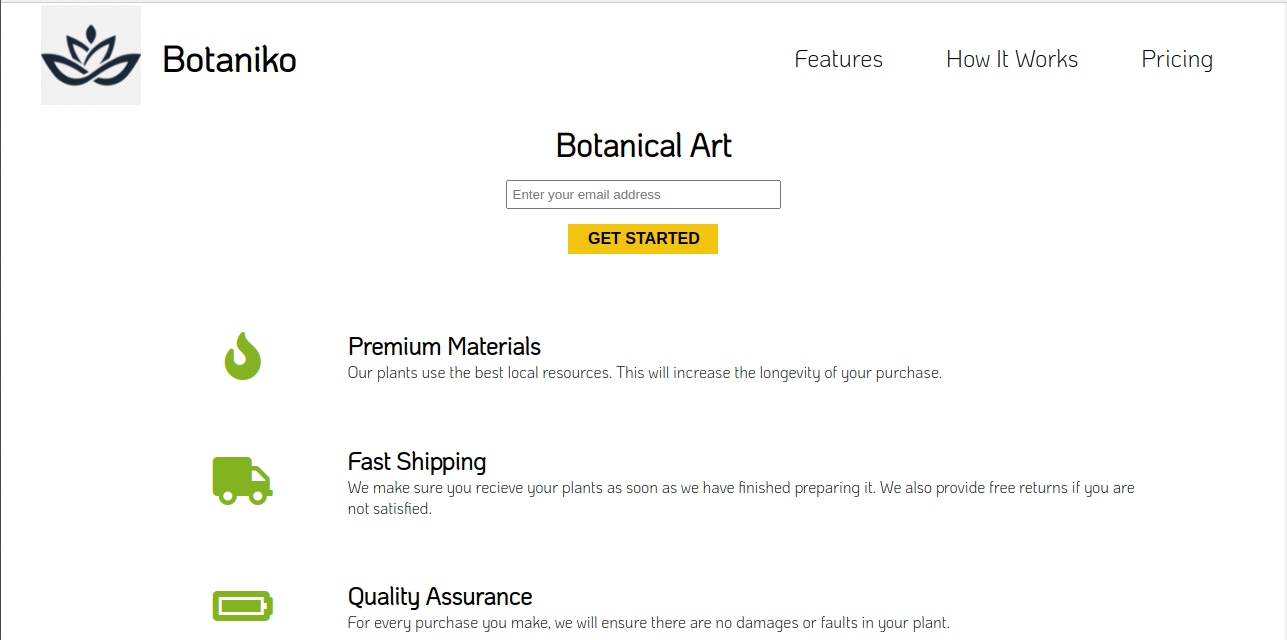 Botaniko
Features
How It Works
Pricing
Botanical Art
Enter your email address
GET STARTED
Premium Materials
Our plants use the best local resources. This will increase the longevity of your purchase.
Fast Shipping
We make sure you recieve your plants as soon as we have finished preparing it. We also provide free returns if you are
not satisfied.
Quality Assurance
For every purchase you make, we will ensure there are no damages or faults in your plant.